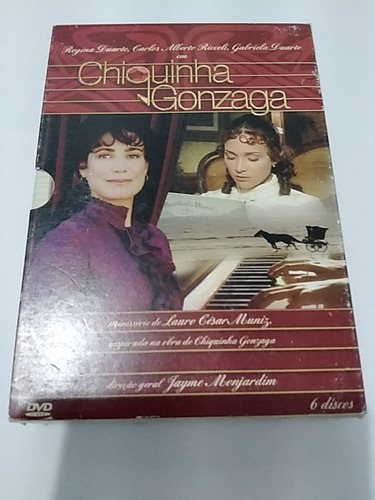 Regina Duarte, Carlos Alberto Riccelli, Gabriela Duarte
em
Chiquinha
Gonzaga
minissérie de Lauro César Muniz,
inspirada na obra de Chiquinha Gonzaga
direção geral Jayme Monjardim
DVD
VIDEO
6 discos